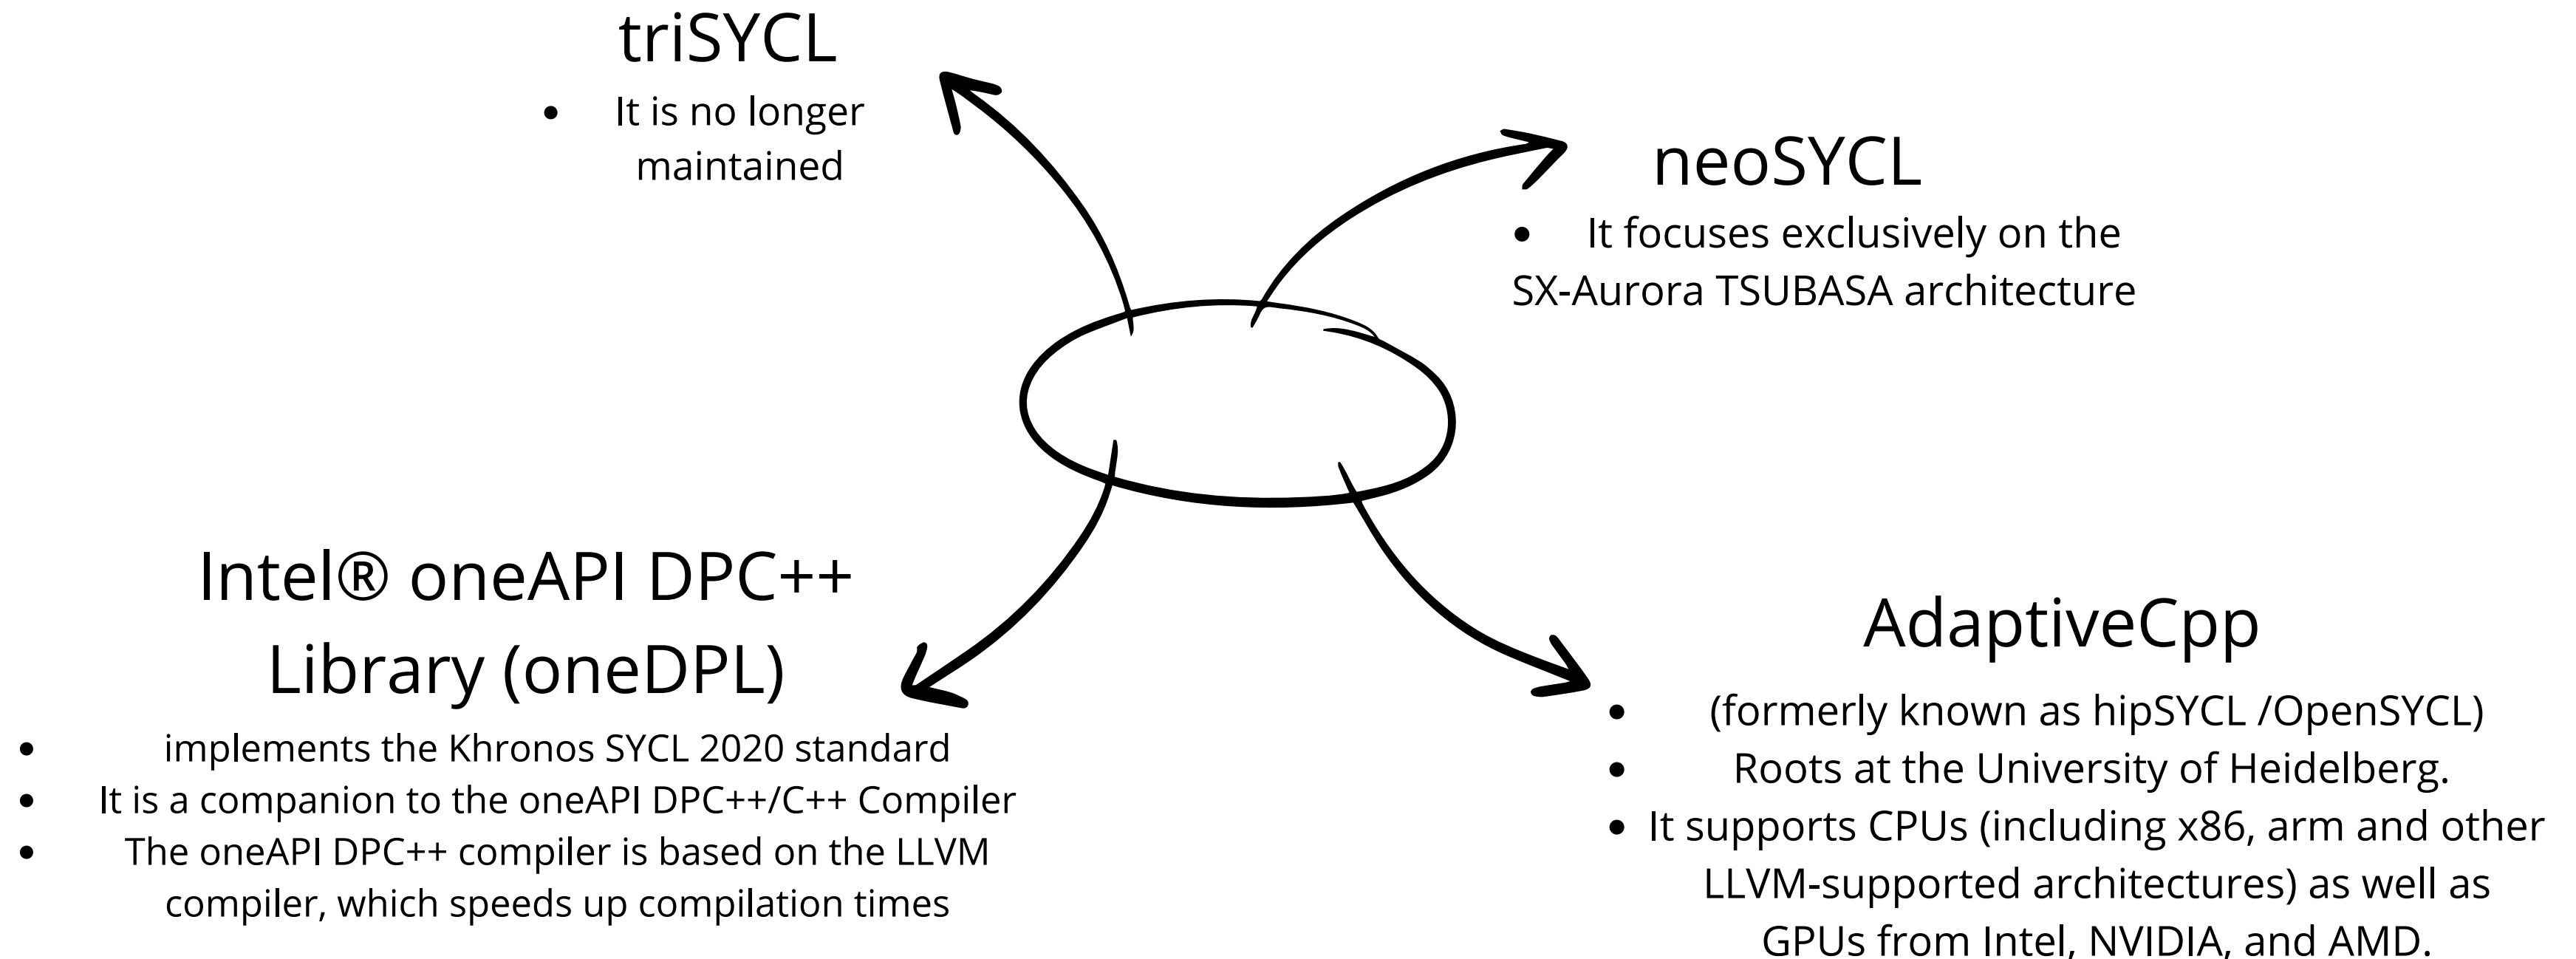 triSYCL
• It is no longer
maintained
neoSYCL
• It focuses exclusively on the
SX-Aurora TSUBASA architecture
Intel® oneAPI DPC++
Library (oneDPL)
• implements the Khronos SYCL 2020 standard
• It is a companion to the oneAPI DPC++/C++ Compiler
• The oneAPI DPC++ compiler is based on the LLVM
compiler, which speeds up compilation times
AdaptiveCpp
• (formerly known as hipSYCL /OpenSYCL)
• Roots at the University of Heidelberg.
• It supports CPUs (including x86, arm and other
LLVM-supported architectures) as well as
GPUs from Intel, NVIDIA, and AMD.